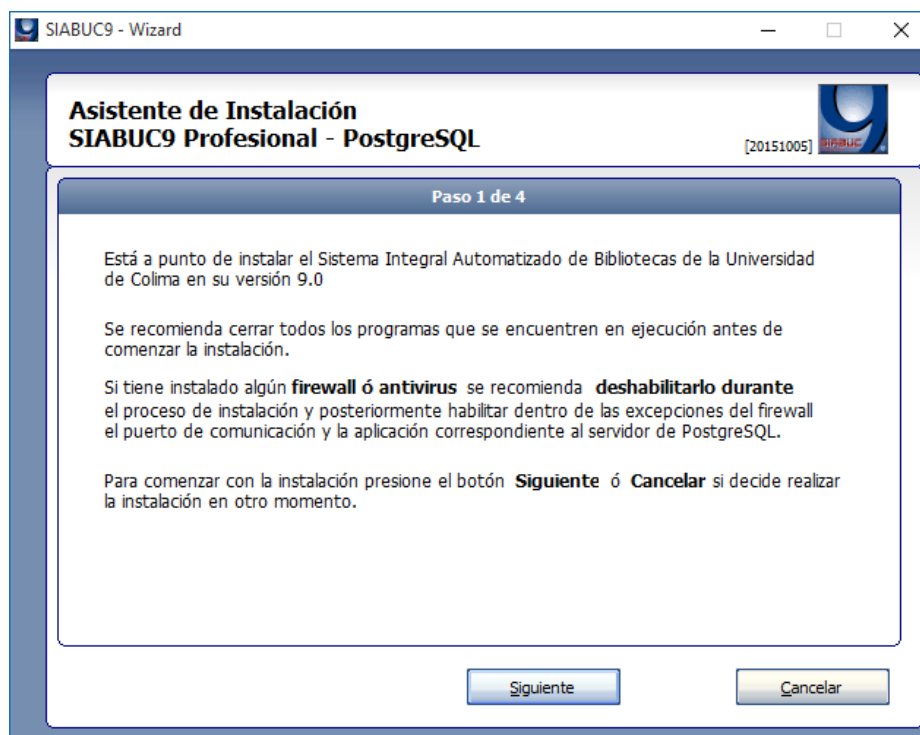 SIABUC9 - Wizard
Asistente de Instalación
SIABUC9 Profesional - PostgreSQL
[20151005]
9
SIABUC
Paso 1 de 4
Está a punto de instalar el Sistema Integral Automatizado de Bibliotecas de la Universidad
de Colima en su versión 9.0
Se recomienda cerrar todos los programas que se encuentren en ejecución antes de
comenzar la instalación.
Si tiene instalado algún firewall ó antivirus se recomienda deshabilitarlo durante
el proceso de instalación y posteriormente habilitar dentro de las excepciones del firewall
el puerto de comunicación y la aplicación correspondiente al servidor de PostgreSQL.
Para comenzar con la instalación presione el botón Siguiente ó Cancelar si decide realizar
la instalación en otro momento.
Siguiente
Cancelar